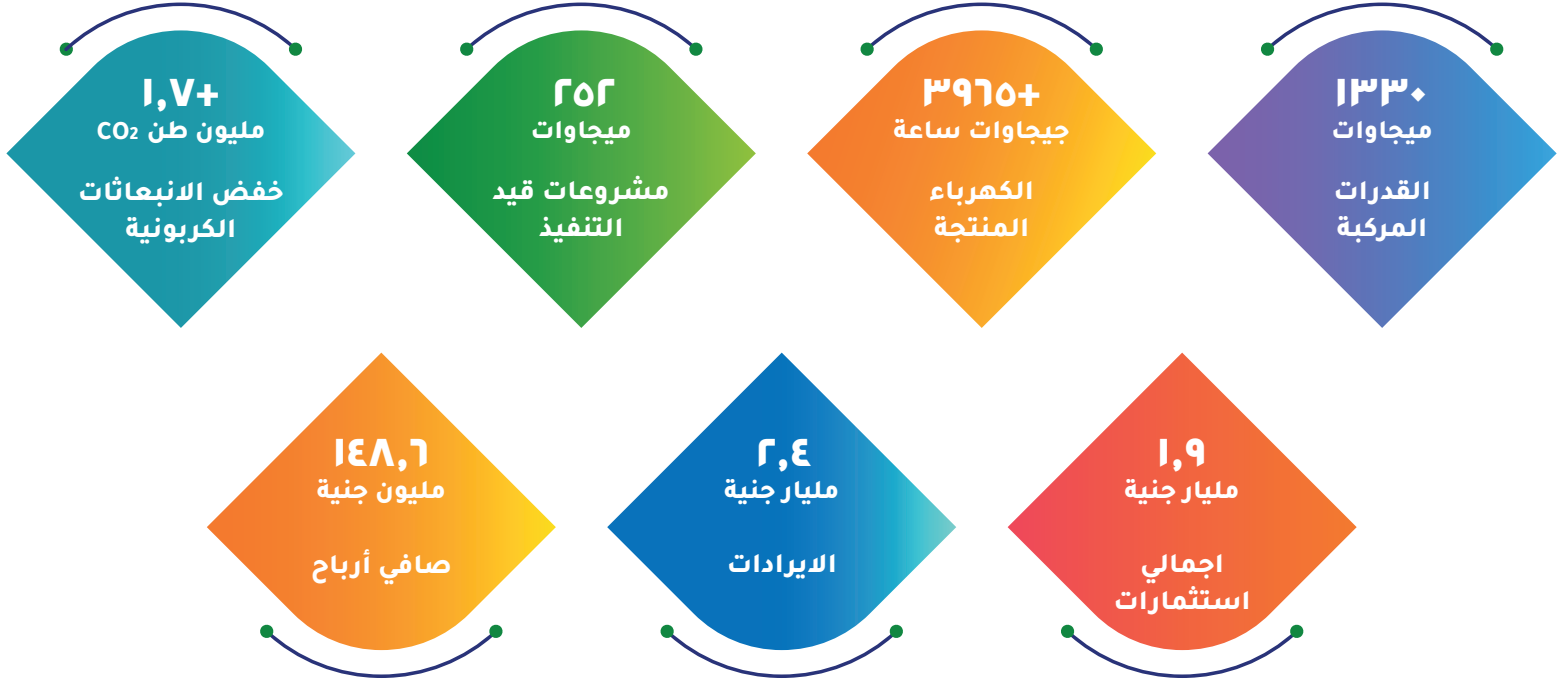 ١٣٣٠
ميجاوات
القدرات
المركبة
+٣٩٦٥
جيجاوات ساعة
الكهرباء
المنتجة
٢٥٢
ميجاوات
مشروعات قيد
التنفيذ
+١,٧
مليون طن CO₂
خفض الانبعاثات
الكربونية
١,٩
مليار جنية
اجمالي
استثمارات
٢,٤
مليار جنية
الايرادات
١٤٨,٦
مليون جنية
صافي أرباح